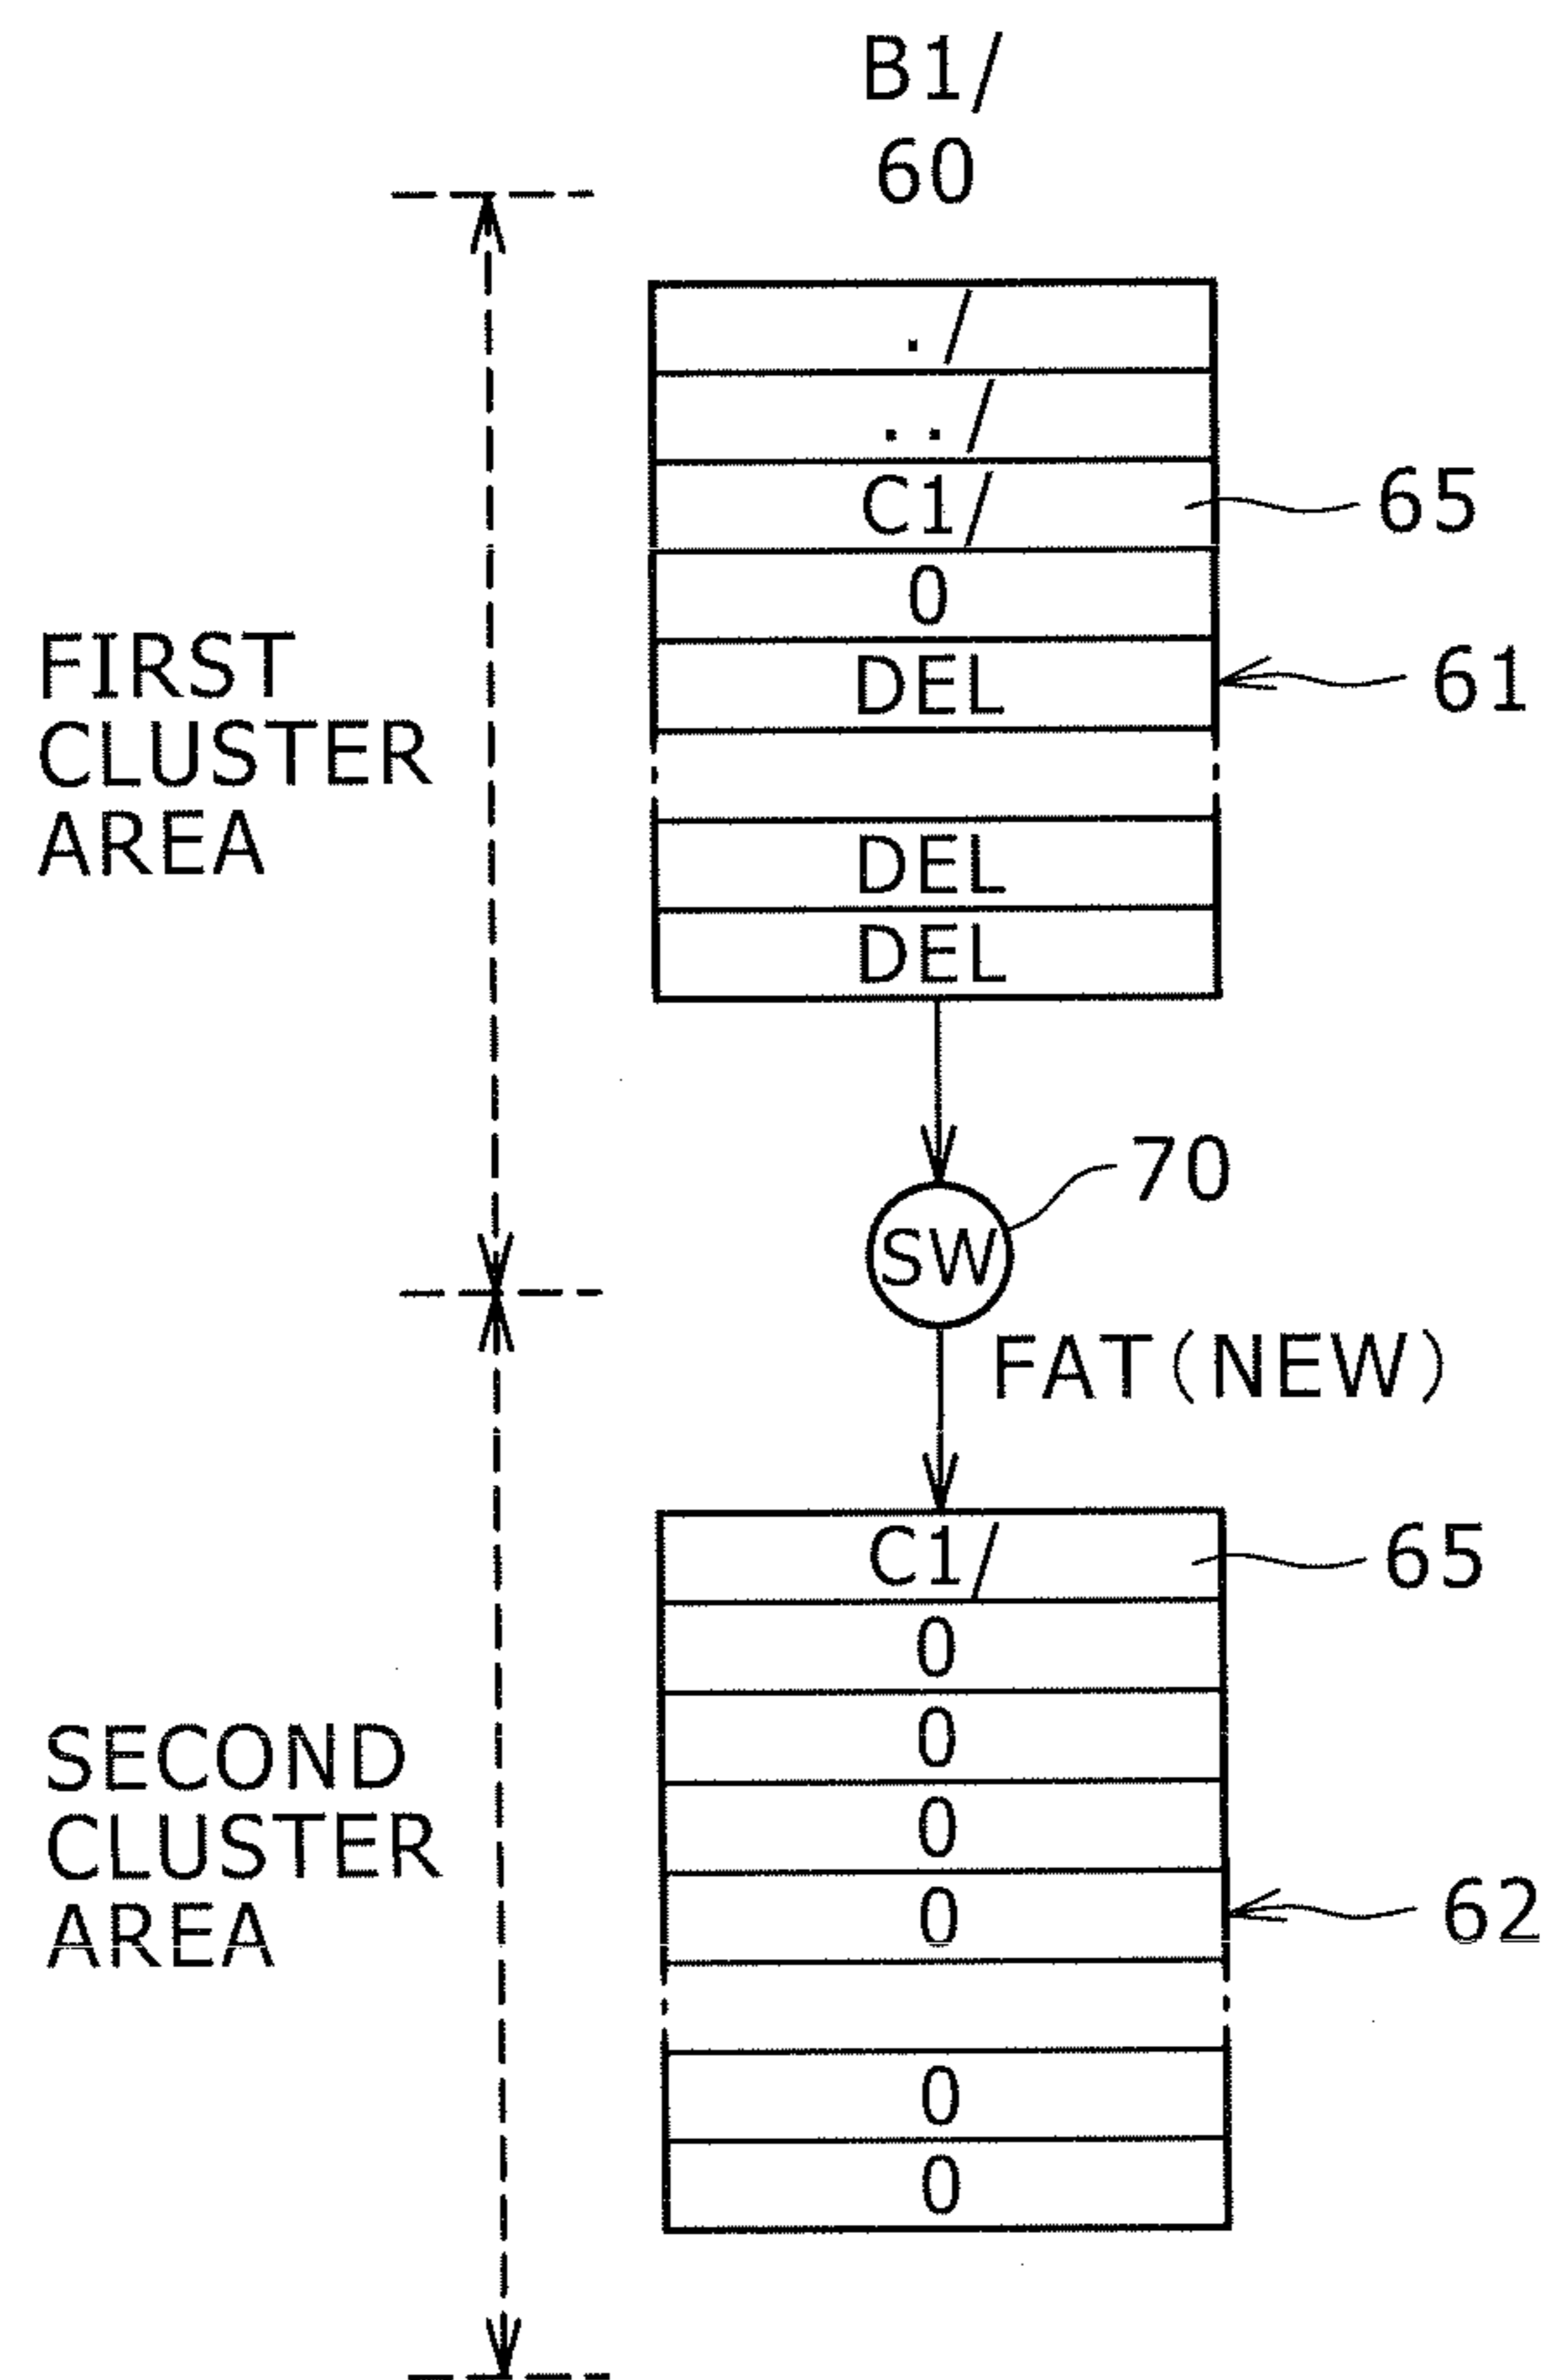 B1/
60
./
../
C1/
65
0
DEL
61
FIRST
CLUSTER
AREA
DEL
DEL
70
SW
FAT(NEW)
C1/
65
0
0
0
0
62
SECOND
CLUSTER
AREA
0
0